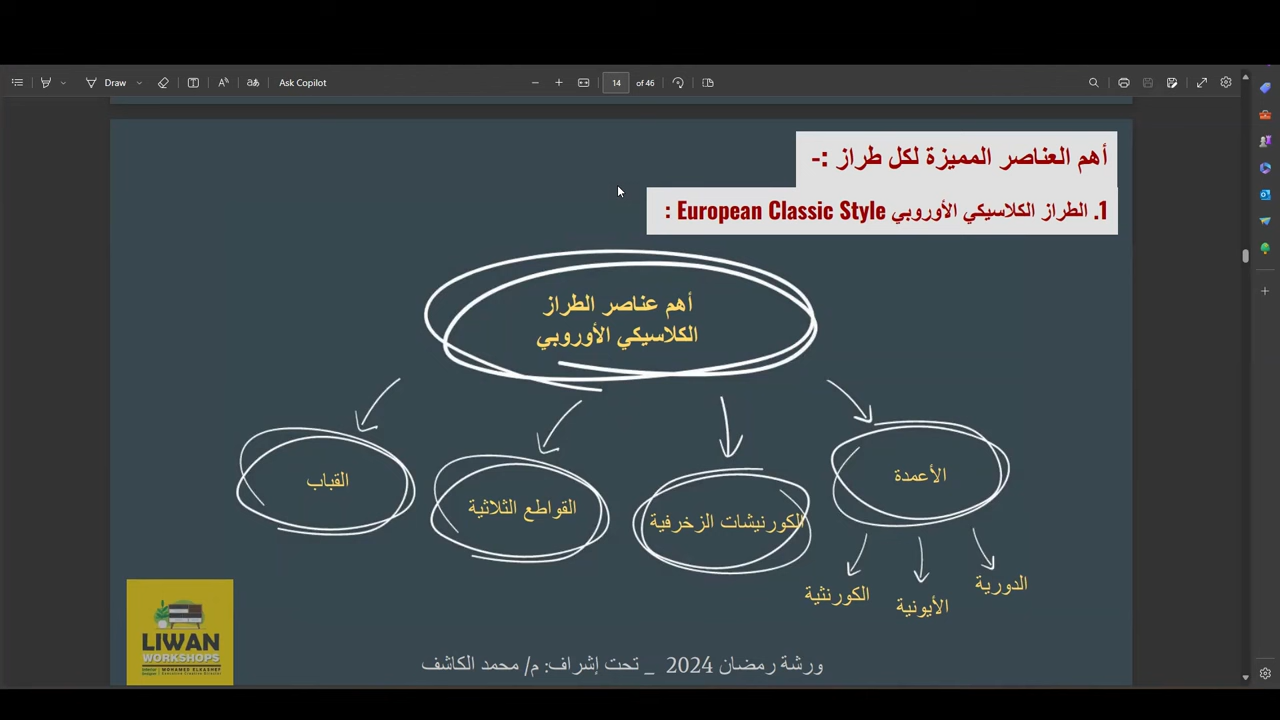 Draw
Ask Copilot
14 of 46
أهم العناصر المميزة لكل طراز :-
1. الطراز الكلاسيكي الأوروبي European Classic Style :
أهم عناصر الطراز
الكلاسيكي الأوروبي
الأعمدة
الكورنيشات الزخرفية
القواطع الثلاثية
القباب
الدورية
الأيونية
الكورنثية
LIWAN
WORKSHOPS
MOHAMED ELKASHEF
ورشة رمضان 2024 _ تحت إشراف: م/ محمد الكاشف